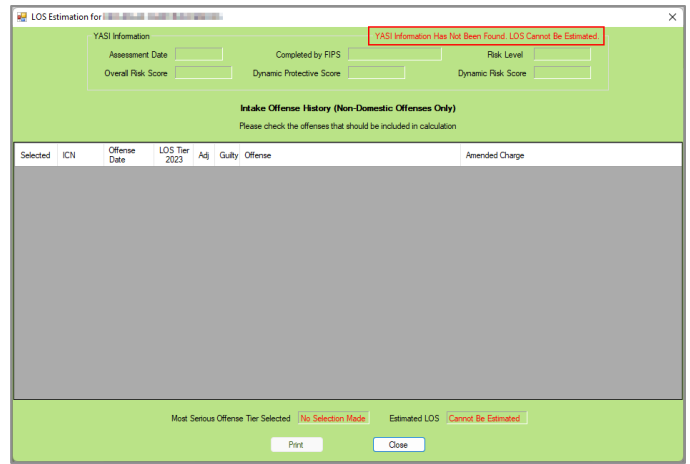 LOS Estimation for
YASI Information
YASI Information Has Not Been Found. LOS Cannot Be Estimated.
Assessment Date Completed by FIPS Risk Level
Overall Risk Score Dynamic Protective Score Dynamic Risk Score
Intake Offense History (Non-Domestic Offenses Only)
Please check the offenses that should be included in calculation
Selected ICN Offense Date LOS Tier 2023 Adj Guilty Offense Amended Charge
Most Serious Offense Tier Selected No Selection Made Estimated LOS Cannot Be Estimated
Print Close